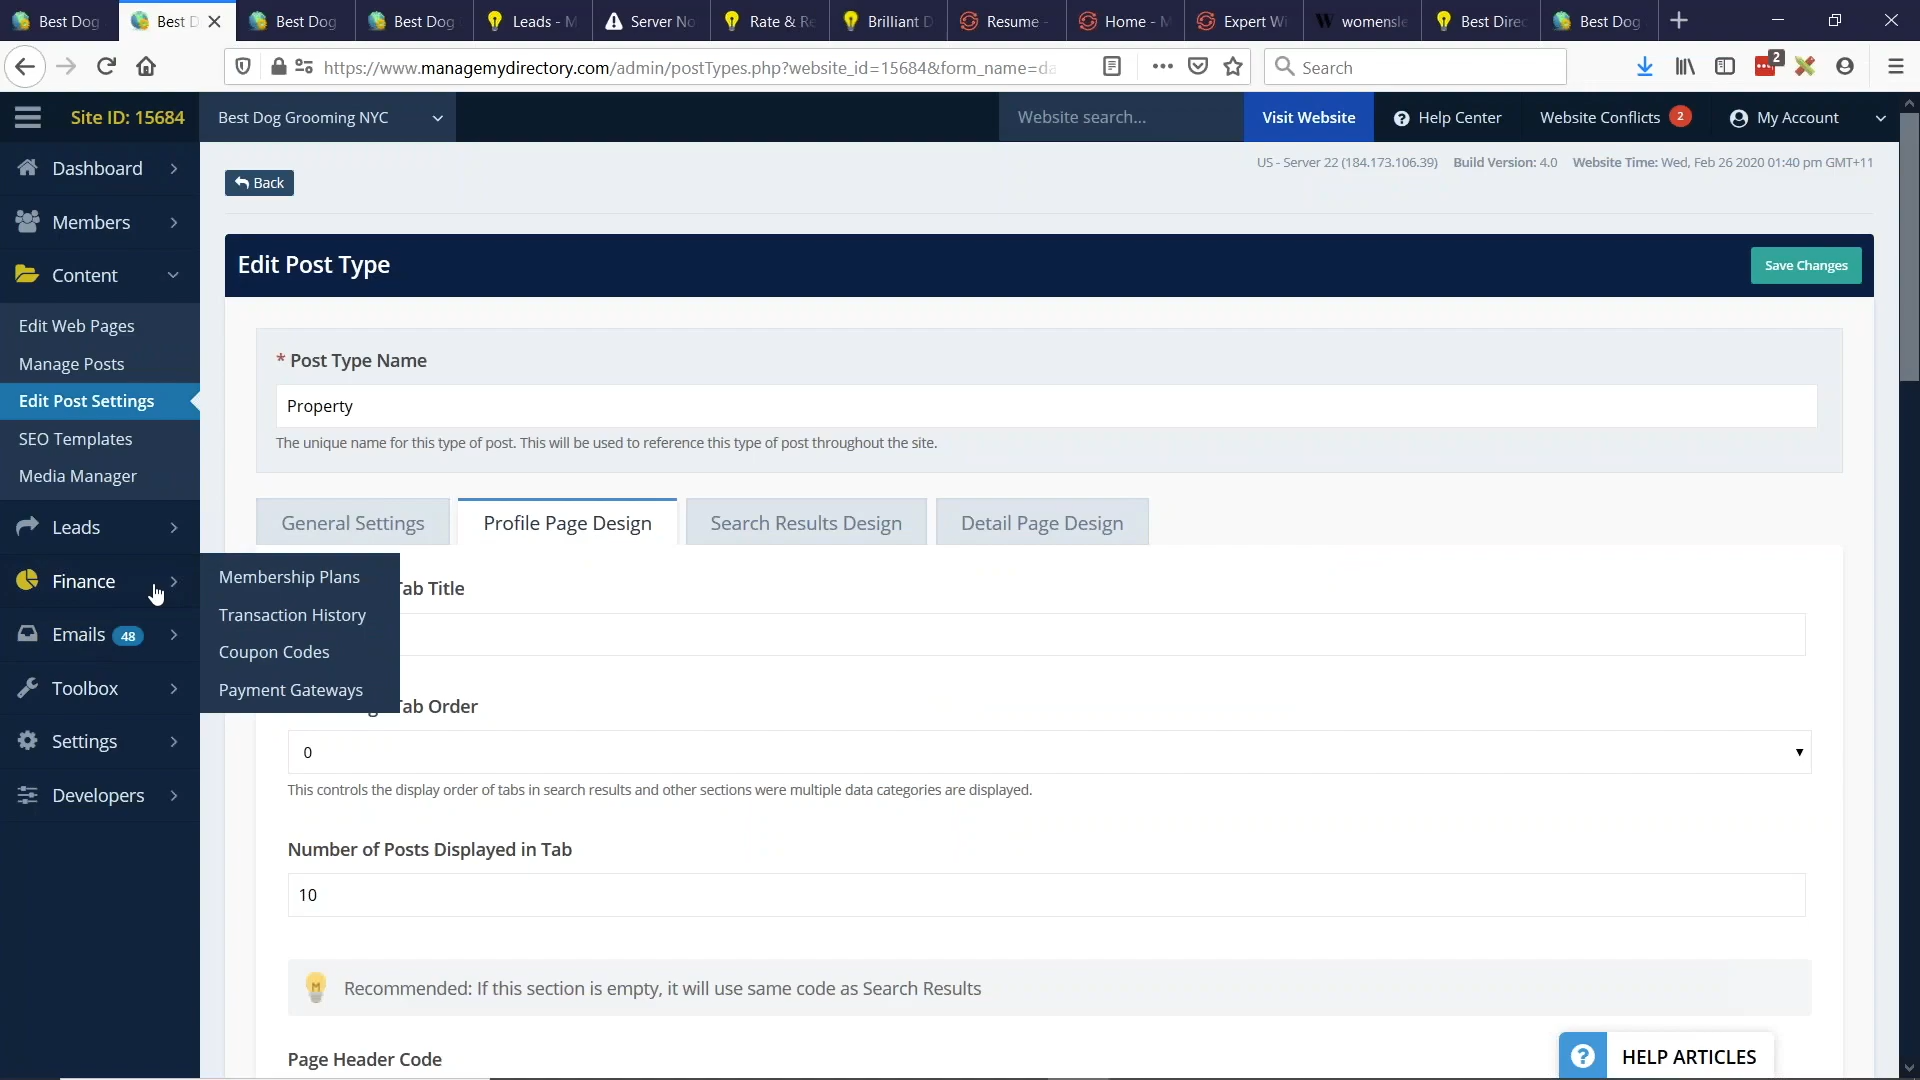 Best Dog
Best D
Best Dog
Best Dog
Leads - M
Server No
Rate & Re
Brilliant D
Resume -
Home - M
Expert Wi
womensle
Best Direc
Best Dog
https://www.managemydirectory.com/admin/postTypes.php?website_id=15684&form_name=da
Search
2
Site ID: 15684
Best Dog Grooming NYC
Website search...
Visit Website
Help Center
Website Conflicts 2
My Account
US - Server 22 (184.173.106.39) Build Version: 4.0 Website Time: Wed, Feb 26 2020 01:40 pm GMT+11
Dashboard
Members
Content
Edit Web Pages
Manage Posts
Edit Post Settings
SEO Templates
Media Manager
Leads
Finance
Emails 48
Toolbox
Settings
Developers
Membership Plans
Transaction History
Coupon Codes
Payment Gateways
Back
Edit Post Type
Save Changes
* Post Type Name
Property
The unique name for this type of post. This will be used to reference this type of post throughout the site.
General Settings
Profile Page Design
Search Results Design
Detail Page Design
Tab Title
Tab Order
0
This controls the display order of tabs in search results and other sections were multiple data categories are displayed.
Number of Posts Displayed in Tab
10
Recommended: If this section is empty, it will use same code as Search Results
Page Header Code
HELP ARTICLES